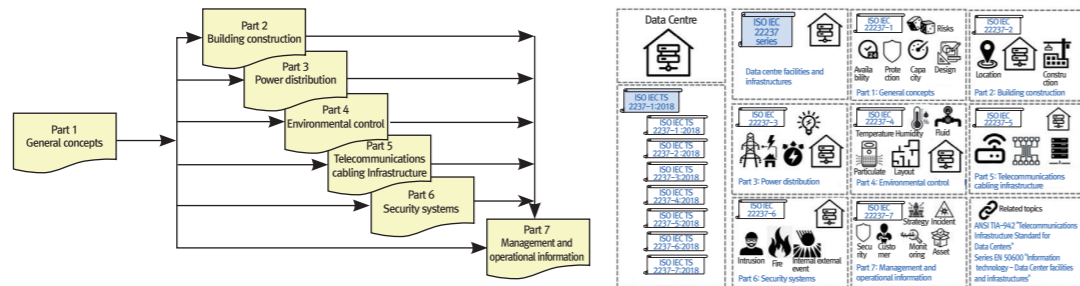 Part 1
General concepts
Part 2
Building construction
Part 3
Power distribution
Part 4
Environmental control
Part 5
Telecommunications
cabling Infrastructure
Part 6
Security systems
Part 7
Management and
operational information
Data Centre
ISO IEC TS
2237-1:2018
ISO IEC TS
2237-1 :2018
ISO IEC TS
2237-2 :2018
ISO IEC TS
2237-3:2018
ISO IEC TS
2237-4:2018
ISO IEC TS
2237-5:2018
ISO IEC TS
2237-6:2018
ISO IEC TS
2237-7:2018
ISO IEC
22237
series
Data centre facilities and
infrastructures
ISO IEC
22237-1
Risks
Availa
bility
Prote
ction
Capa
city
Design
Part 1: General concepts
ISO IEC
22237-2
Location
Constru
ction
Part 2: Building construction
ISO IEC
22237-3
Part 3: Power distribution
ISO IEC
22237-4
Temperature Humidity
Fluid
Particulate
Layout
Part 4: Environmental control
ISO IEC
22237-5
Part 5: Telecommunications
cabling infrastructure
ISO IEC
22237-6
Intrusion
Fire
Internal external
event
Part 6: Security systems
ISO IEC
22237-7
Strategy
Incident
Secu
rity
Custo
mer
Monit
oring
Asset
Part 7: Management and
operational information
Related topics
ANSI TIA-942 "Telecommunications
Infrastructure Standard for
Data Centers"
Series EN 50600 "Information
technology - Data Center facilities
and infrastructures"